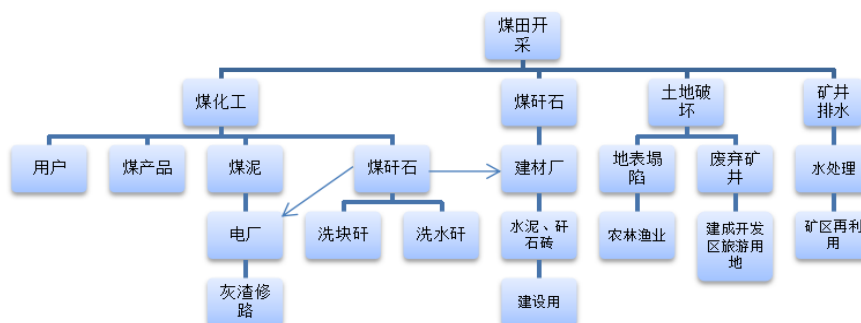 煤田开
采
煤化工
煤矸石
土地破
坏
矿井
排水
用户
煤产品
煤泥
煤矸石
建材厂
地表塌
陷
废弃矿
井
水处理
电厂
洗块矸
洗水矸
水泥、矸
石砖
农林渔业
建成开发
区旅游用
地
矿区再利
用
灰渣修
路
建设用